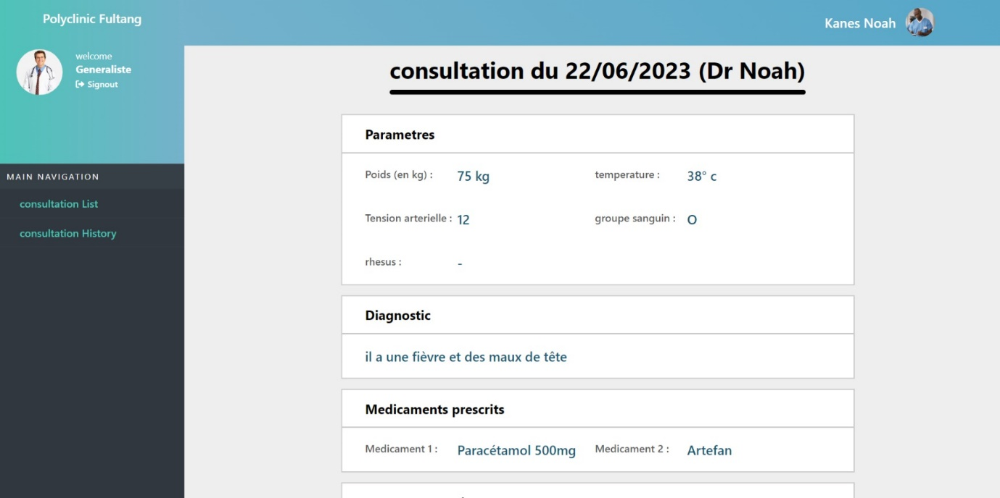 Polyclinic Fultang
Kanes Noah
welcome
Generaliste
Signout
MAIN NAVIGATION
consultation List
consultation History
consultation du 22/06/2023 (Dr Noah)
Parametres
Poids (en kg) : 75 kg temperature : 38° c
Tension arterielle : 12 groupe sanguin : O
rhesus : -
Diagnostic
il a une fièvre et des maux de tête
Medicaments prescrits
Medicament 1 : Paracétamol 500mg Medicament 2 : Artefan